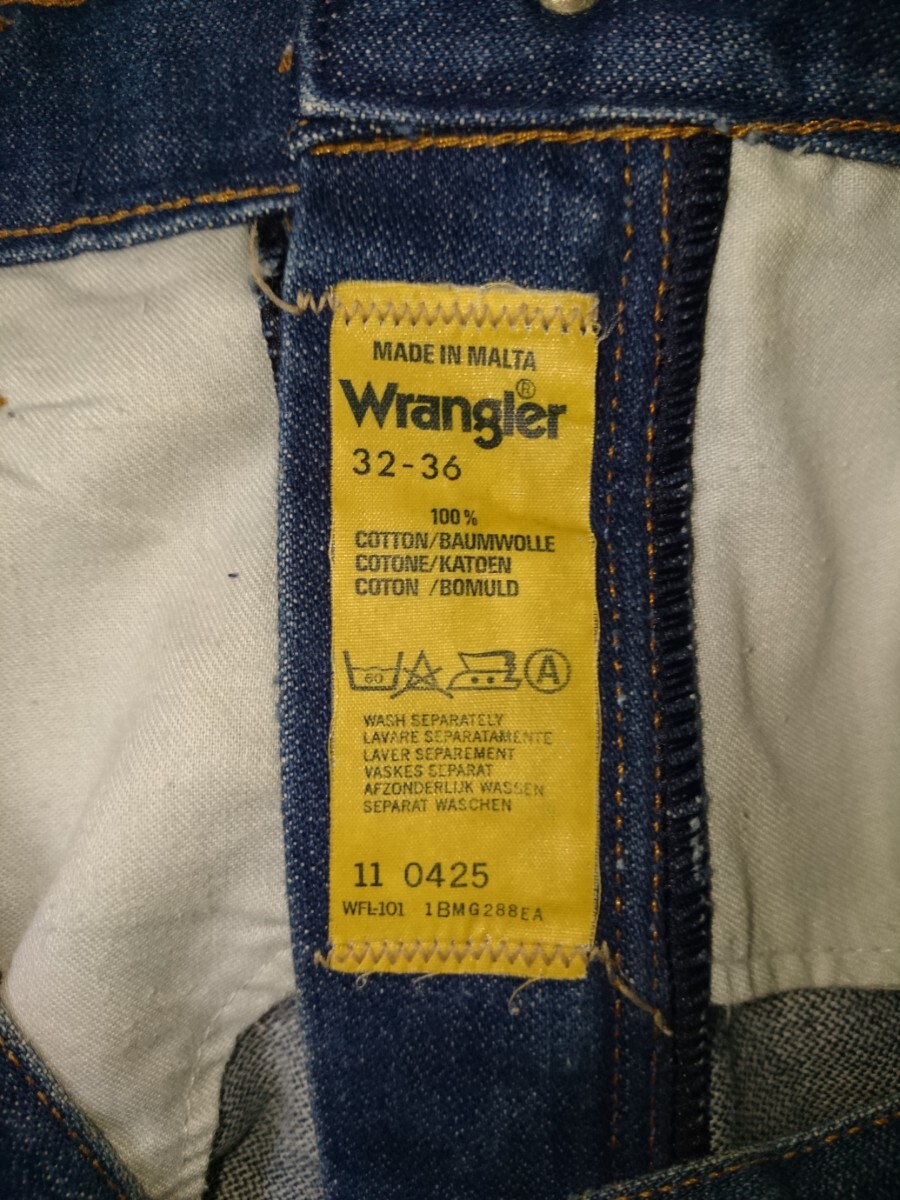 MADE IN MALTA
Wrangler®
32-36
100%
COTTON/BAUMWOLLE
COTONE/KATOEN
COTON /BOMULD
60 A
WASH SEPARATELY
LAVARE SEPARATAMENTE
LAVER SEPAREMENT
VASKES SEPARAT
AFZONDERLIJK WASSEN
SEPARAT WASCHEN
11 0425
WFL-101 1BMG288EA